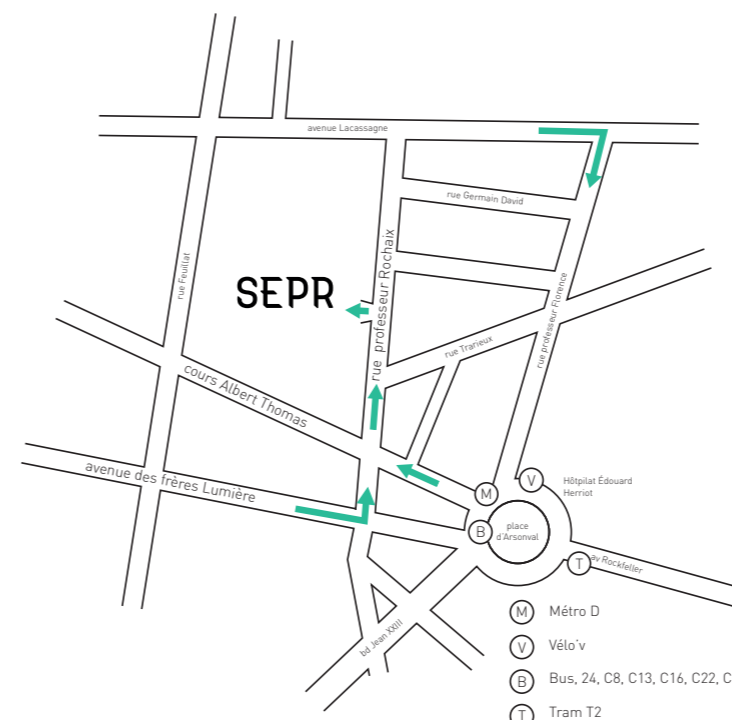 avenue Lacassagne
rue Germain David
rue Feuillat
SEPR
rue professeur Rochaix
rue professeur Florence
rue Trarieux
cours Albert Thomas
avenue des frères Lumière
M
V
Hôtpilat Édouard
Herriot
B
place
d'Arsonval
T
av Rockfeller
bd Jean XXIII
M Métro D
V Vélo'v
B Bus, 24, C8, C13, C16, C22, C
T Tram T2